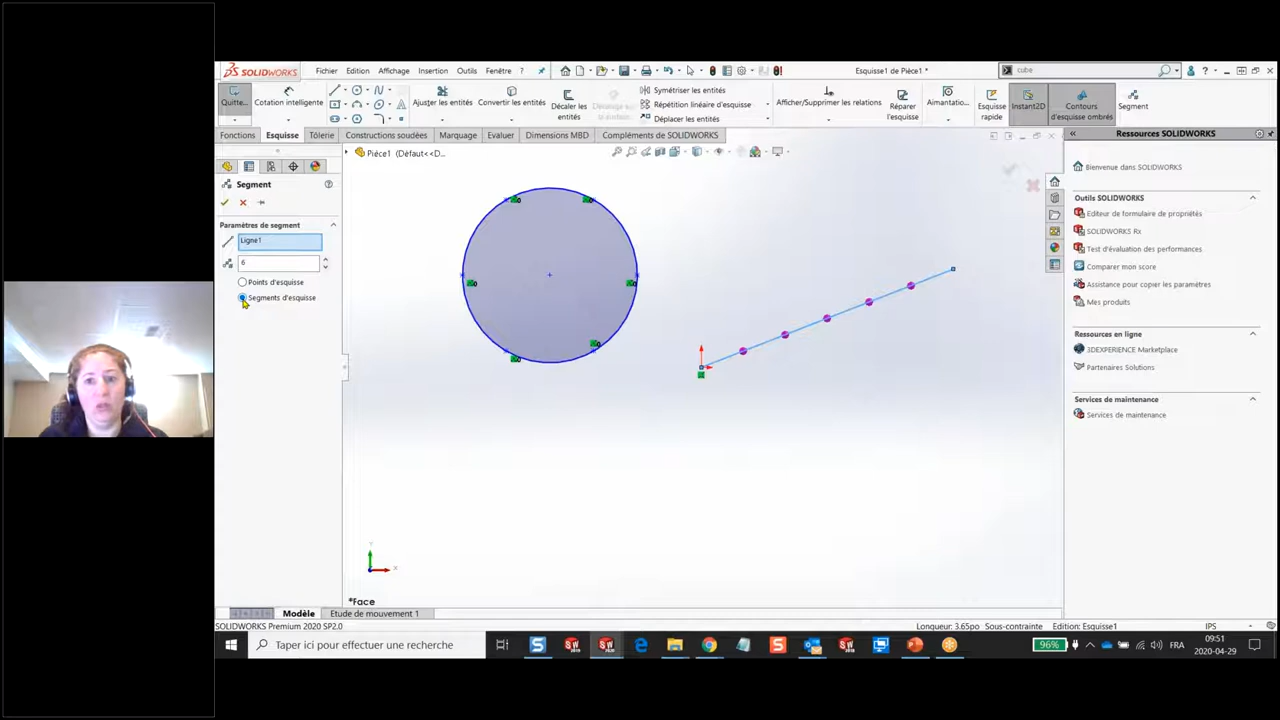 SOLIDWORKS
Fichier Edition Affichage Insertion Outils Fenêtre
Esquisse1 de Pièce1 *
cube
Quitte...
Cotation intelligente
Ajuster les entités
Convertir les entités
Décaler les entités
Symétriser les entités
Répétition linéaire d'esquisse
Déplacer les entités
Afficher/Supprimer les relations
Réparer l'esquisse
Aimantation...
Esquisse rapide
Instant2D
Contours d'esquisse ombrés
Segment
Fonctions Esquisse Tôlerie Constructions soudées Marquage Evaluer Dimensions MBD Compléments de SOLIDWORKS
Pièce1 (Défaut<<D...
Segment
Paramètres de segment
Ligne1
6
Points d'esquisse
Segments d'esquisse
Ressources SOLIDWORKS
Bienvenue dans SOLIDWORKS
Outils SOLIDWORKS
Editeur de formulaire de propriétés
SOLIDWORKS Rx
Test d'évaluation des performances
Comparer mon score
Assistance pour copier les paramètres
Mes produits
Ressources en ligne
3DEXPERIENCE Marketplace
Partenaires Solutions
Services de maintenance
Services de maintenance
Y
X
*Face
Modèle Etude de mouvement 1
SOLIDWORKS Premium 2020 SP2.0
Longueur: 3.65po Sous-contrainte Edition: Esquisse1 IPS
Taper ici pour effectuer une recherche
96%
FRA
09:51
2020-04-29